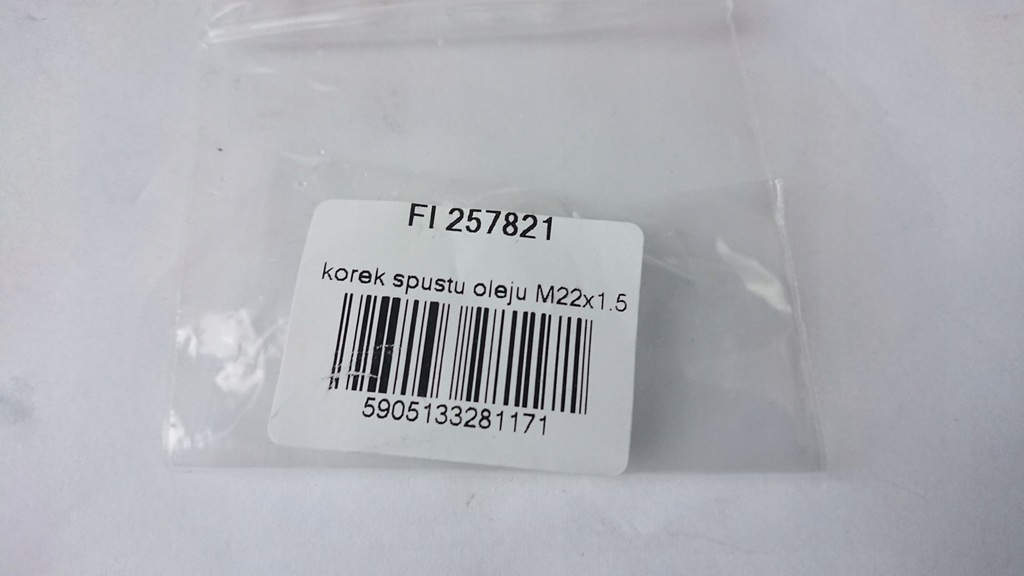 FI 257821
korek spustu oleju M22x1.5
5905133281171